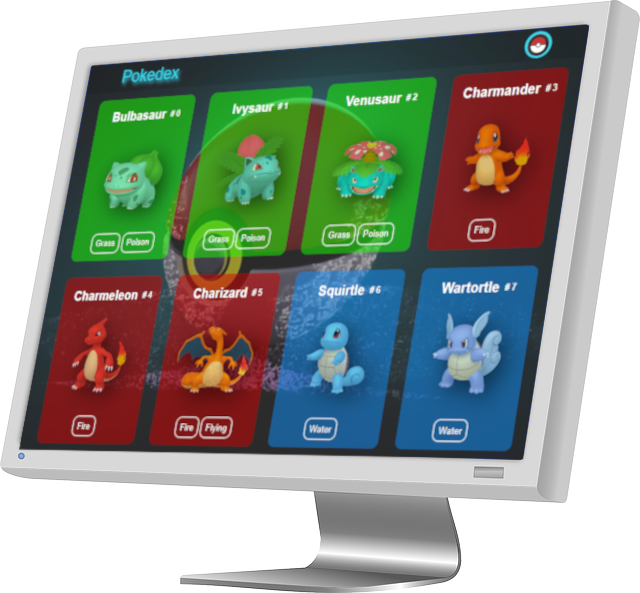 Pokedex
Bulbasaur #0
Ivysaur #1
Venusaur #2
Charmander #3
Grass Poison
Grass Poison
Grass Poison
Fire
Charmeleon #4
Charizard #5
Squirtle #6
Wartortle #7
Fire
Fire Flying
Water
Water